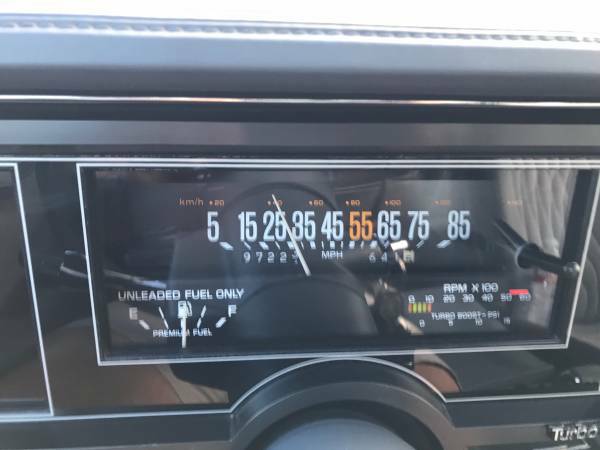 km/h 20 40 60 80 100 140
5 15 25 35 45 55 65 75 85
MPH
UNLEADED FUEL ONLY
E F
PREMIUM FUEL
RPM X 100
0 10 20 30 40 50 60
TURBO BOOST - PSI
0 5 10 15
Turbo